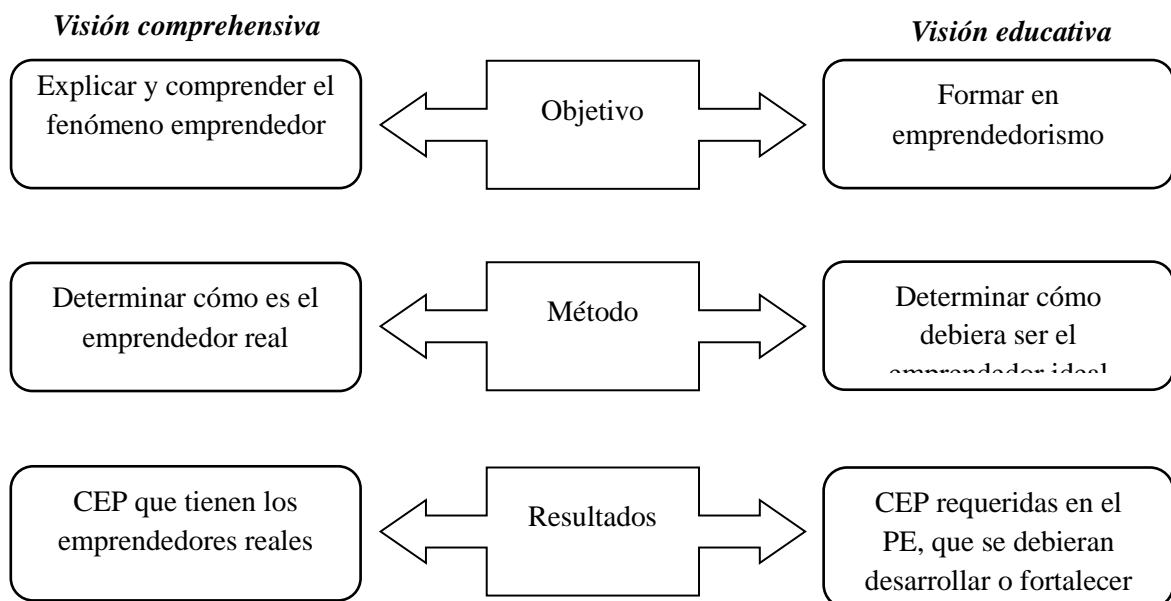 Visión comprehensiva
Visión educativa
Explicar y comprender el
fenómeno emprendedor
Objetivo
Formar en
emprendedorismo
Determinar cómo es el
emprendedor real
Método
Determinar cómo
debiera ser el
emprendedor ideal
CEP que tienen los
emprendedores reales
Resultados
CEP requeridas en el
PE, que se debieran
desarrollar o fortalecer